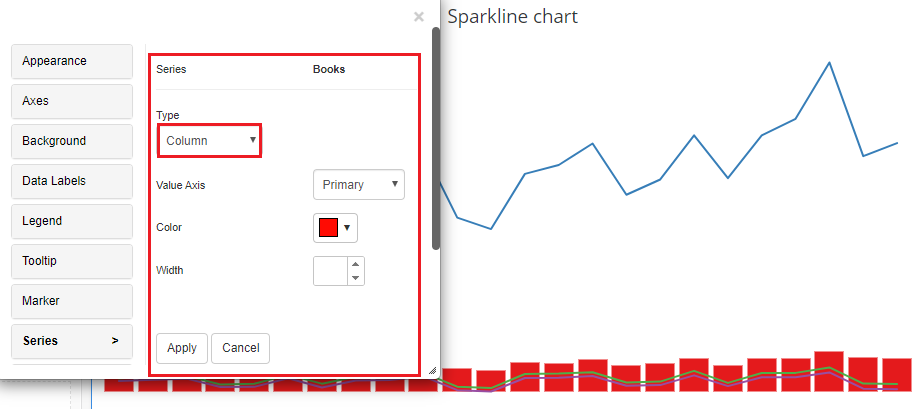 ×
Sparkline chart
Appearance
Axes
Background
Data Labels
Legend
Tooltip
Marker
Series >
Series Books
Type
Column
Value Axis Primary
Color
Width
Apply Cancel